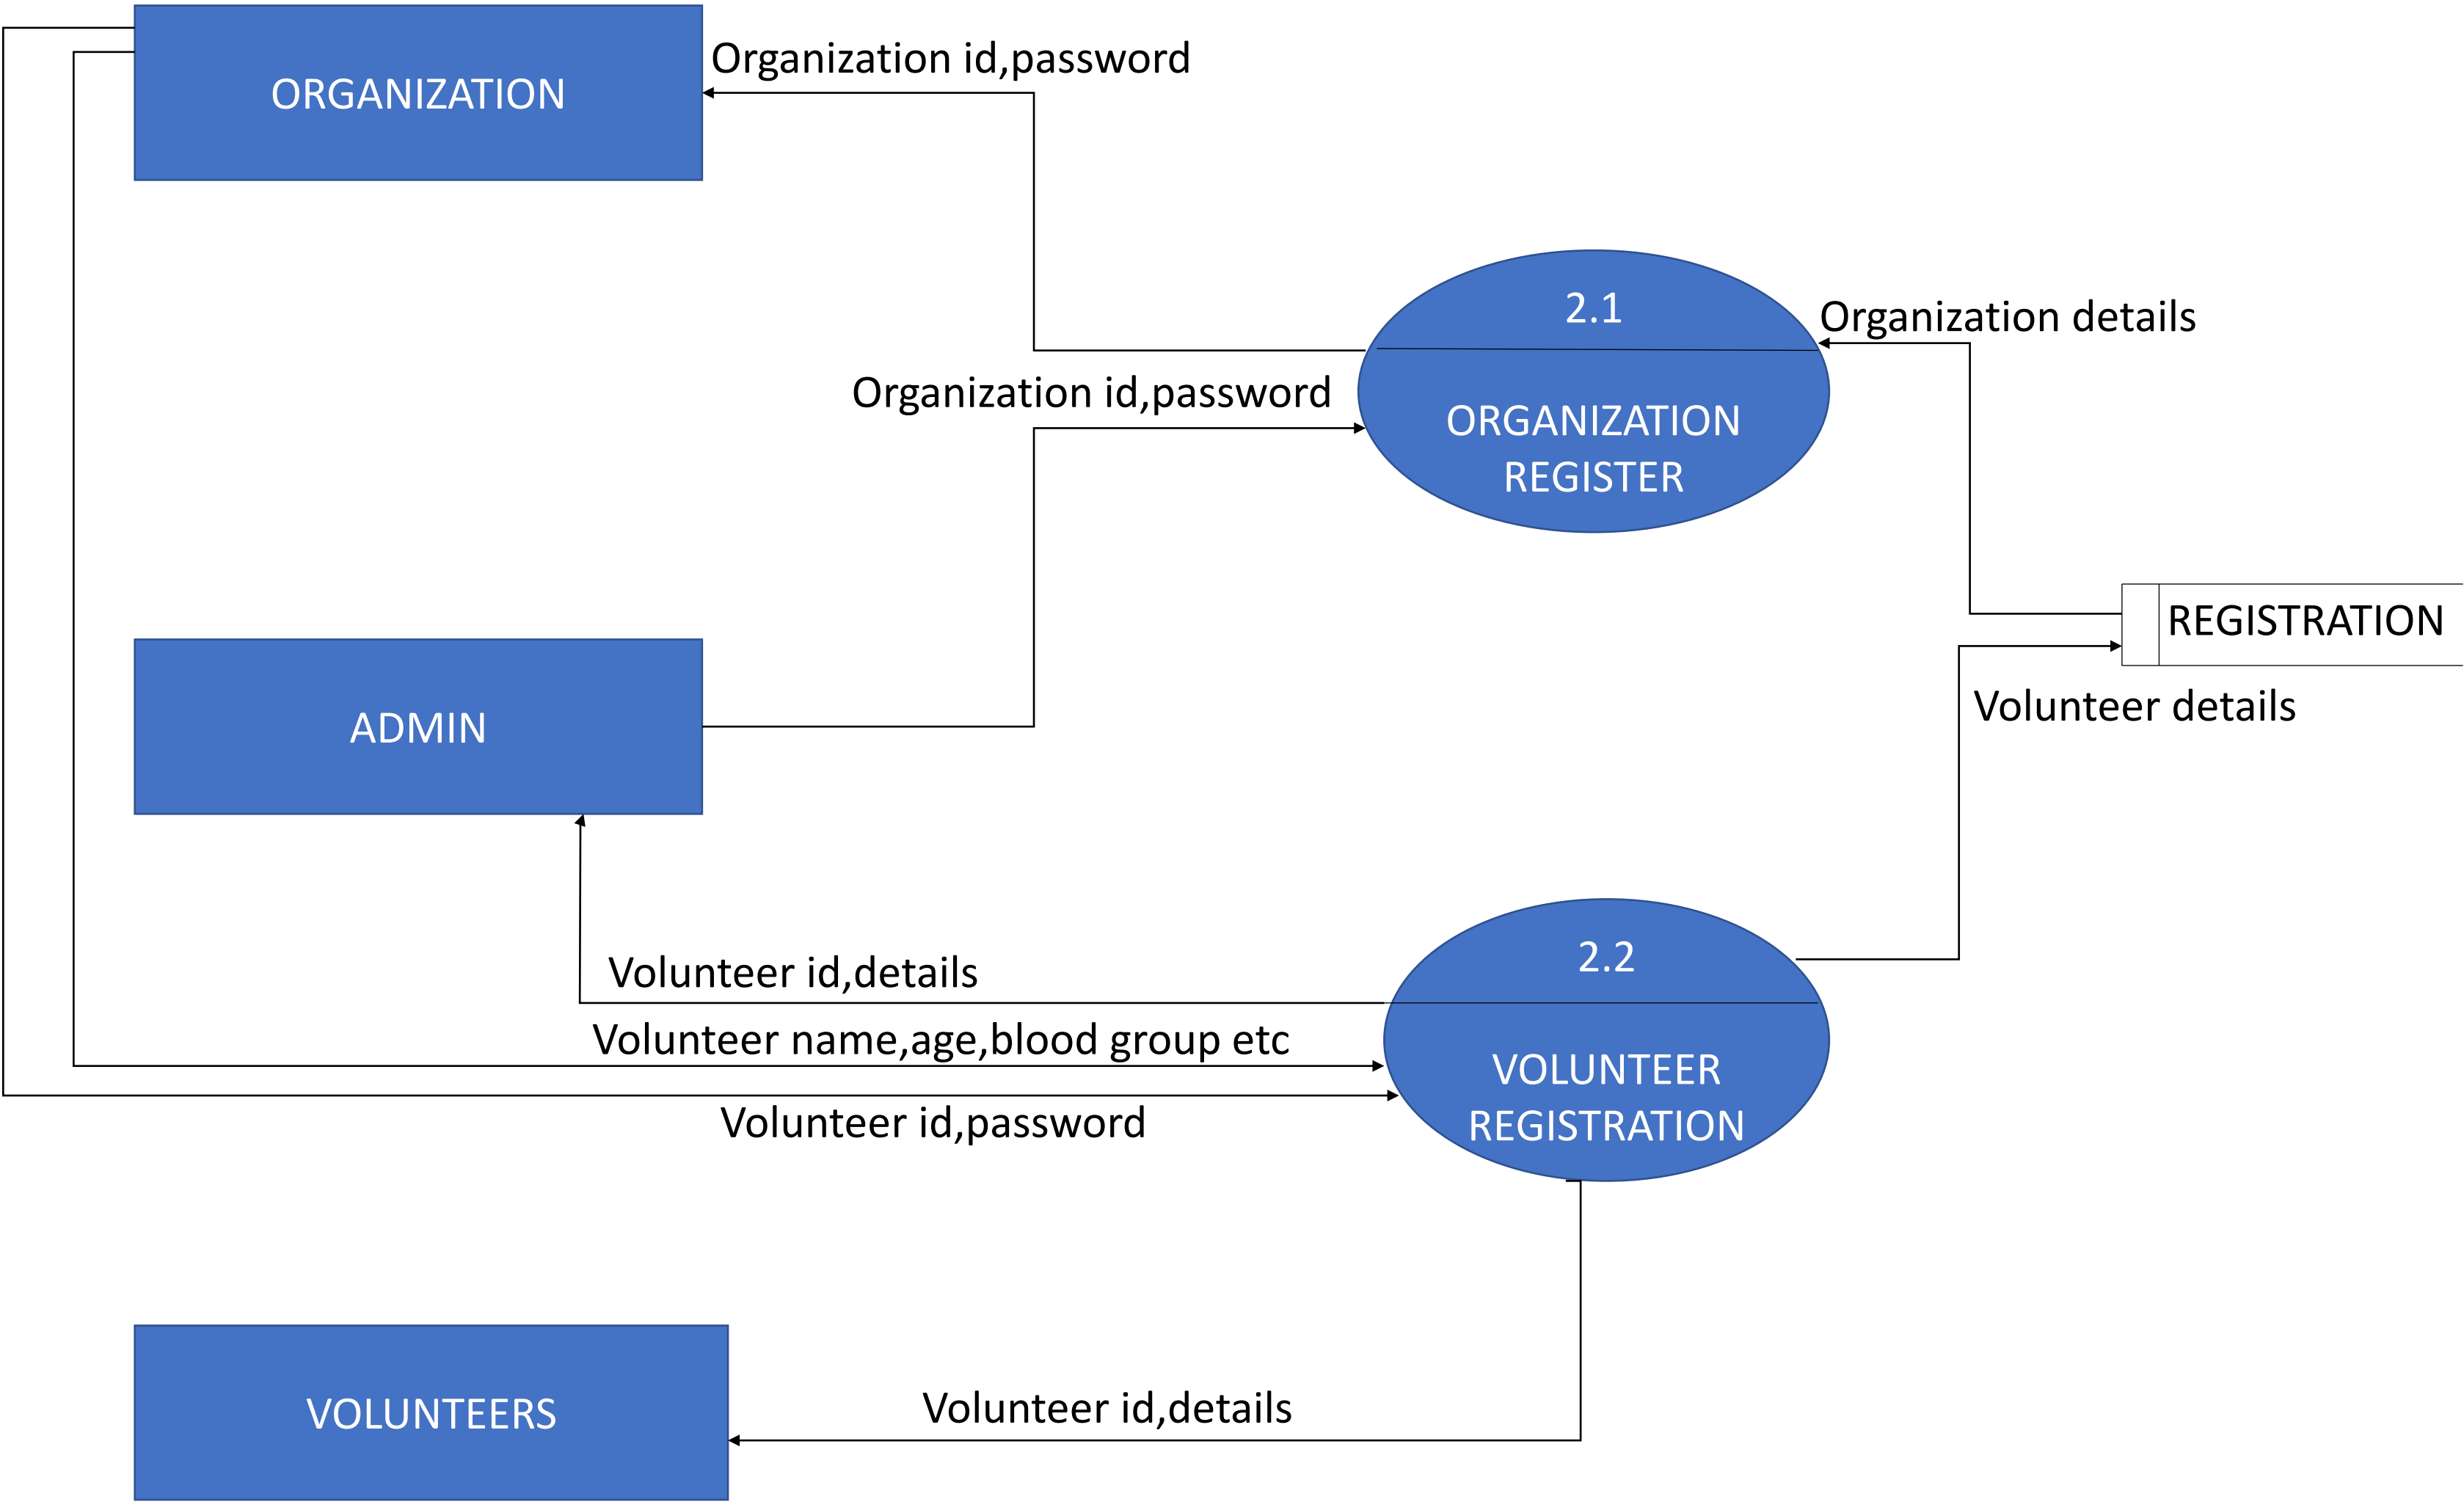 ORGANIZATION
Organization id,password
2.1
ORGANIZATION
REGISTER
Organization details
Organization id,password
REGISTRATION
ADMIN
Volunteer details
2.2
VOLUNTEER
REGISTRATION
Volunteer id,details
Volunteer name,age,blood group etc
Volunteer id,password
VOLUNTEERS
Volunteer id,details